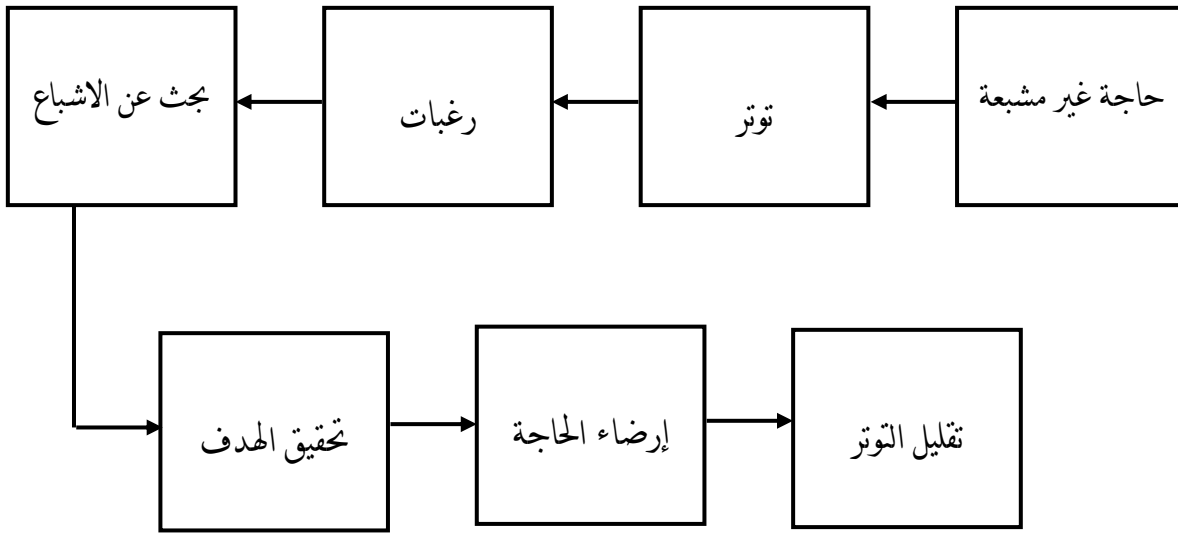 حاجة غير مشبعة
توتر
رغبات
بحث عن الاشباع
تحقيق الهدف
إرضاء الحاجة
تقليل التوتر